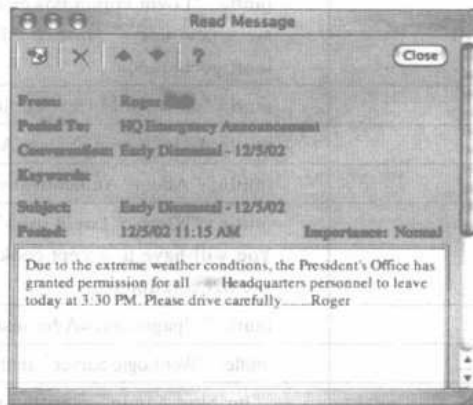 Read Message
Close
From: Roger
Posted To: HQ Emergency Announcement
Conversation: Early Dismissal - 12/5/02
Keywords:
Subject: Early Dismissal - 12/5/02
Posted: 12/5/02 11:15 AM Importance: Normal
Due to the extreme weather condtions, the President's Office has
granted permission for all Headquarters personnel to leave
today at 3:30 PM. Please drive carefully......Roger